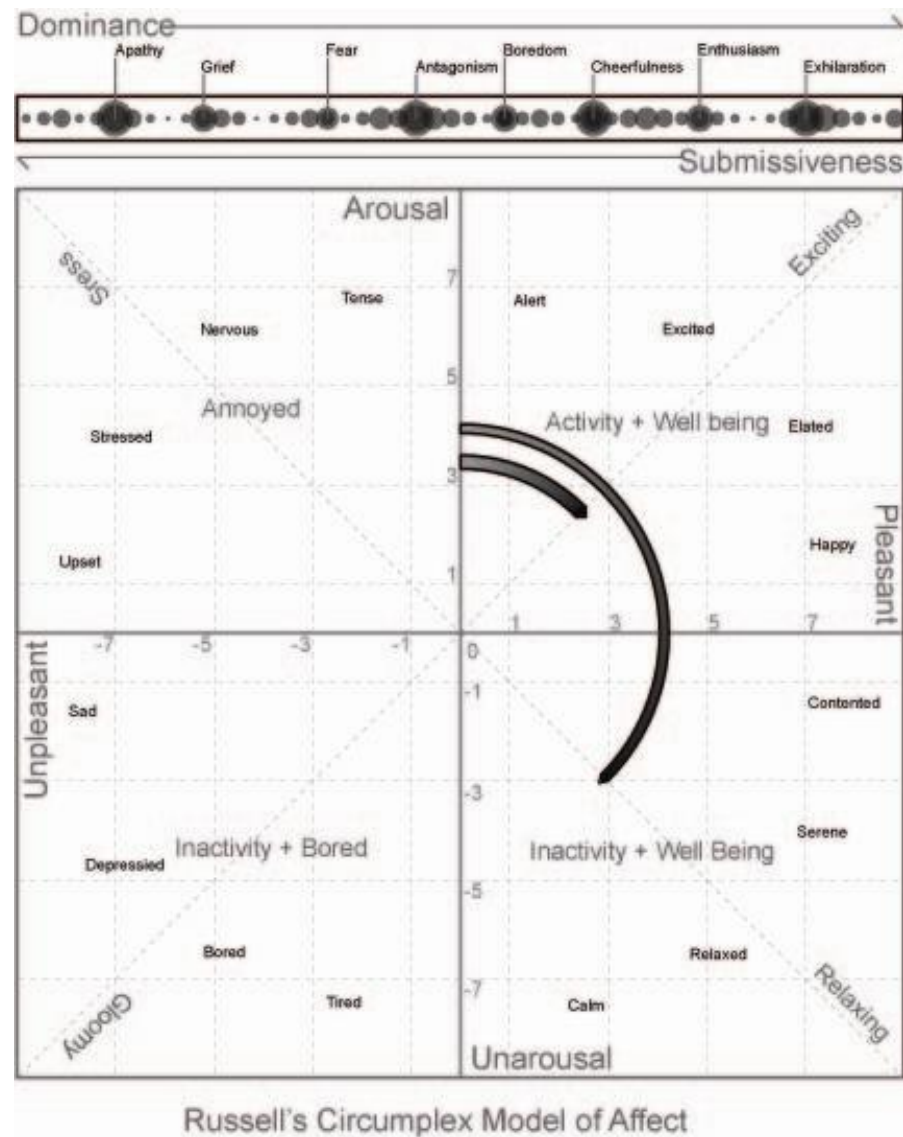 Dominance
Apathy Fear Boredom Enthusiasm
Grief Antagonism Cheerfulness Exhilaration
Submissiveness
Arousal Exciting
Sress 7
Tense Alert
Nervous Excited
5
Annoyed Activity + Well being Elated
Stressed
3
Pleasant
Happy
Upset
1
-7 -5 -3 -1 0 1 3 5 7
Unpleasant
-1
Sad Contented
-3
Serene
Inactivity + Bored Inactivity + Well Being
Depressied
-5
Bored Relaxed
-7
Gloomy Tired Calm Relaxing
Unarousal
Russell's Circumplex Model of Affect